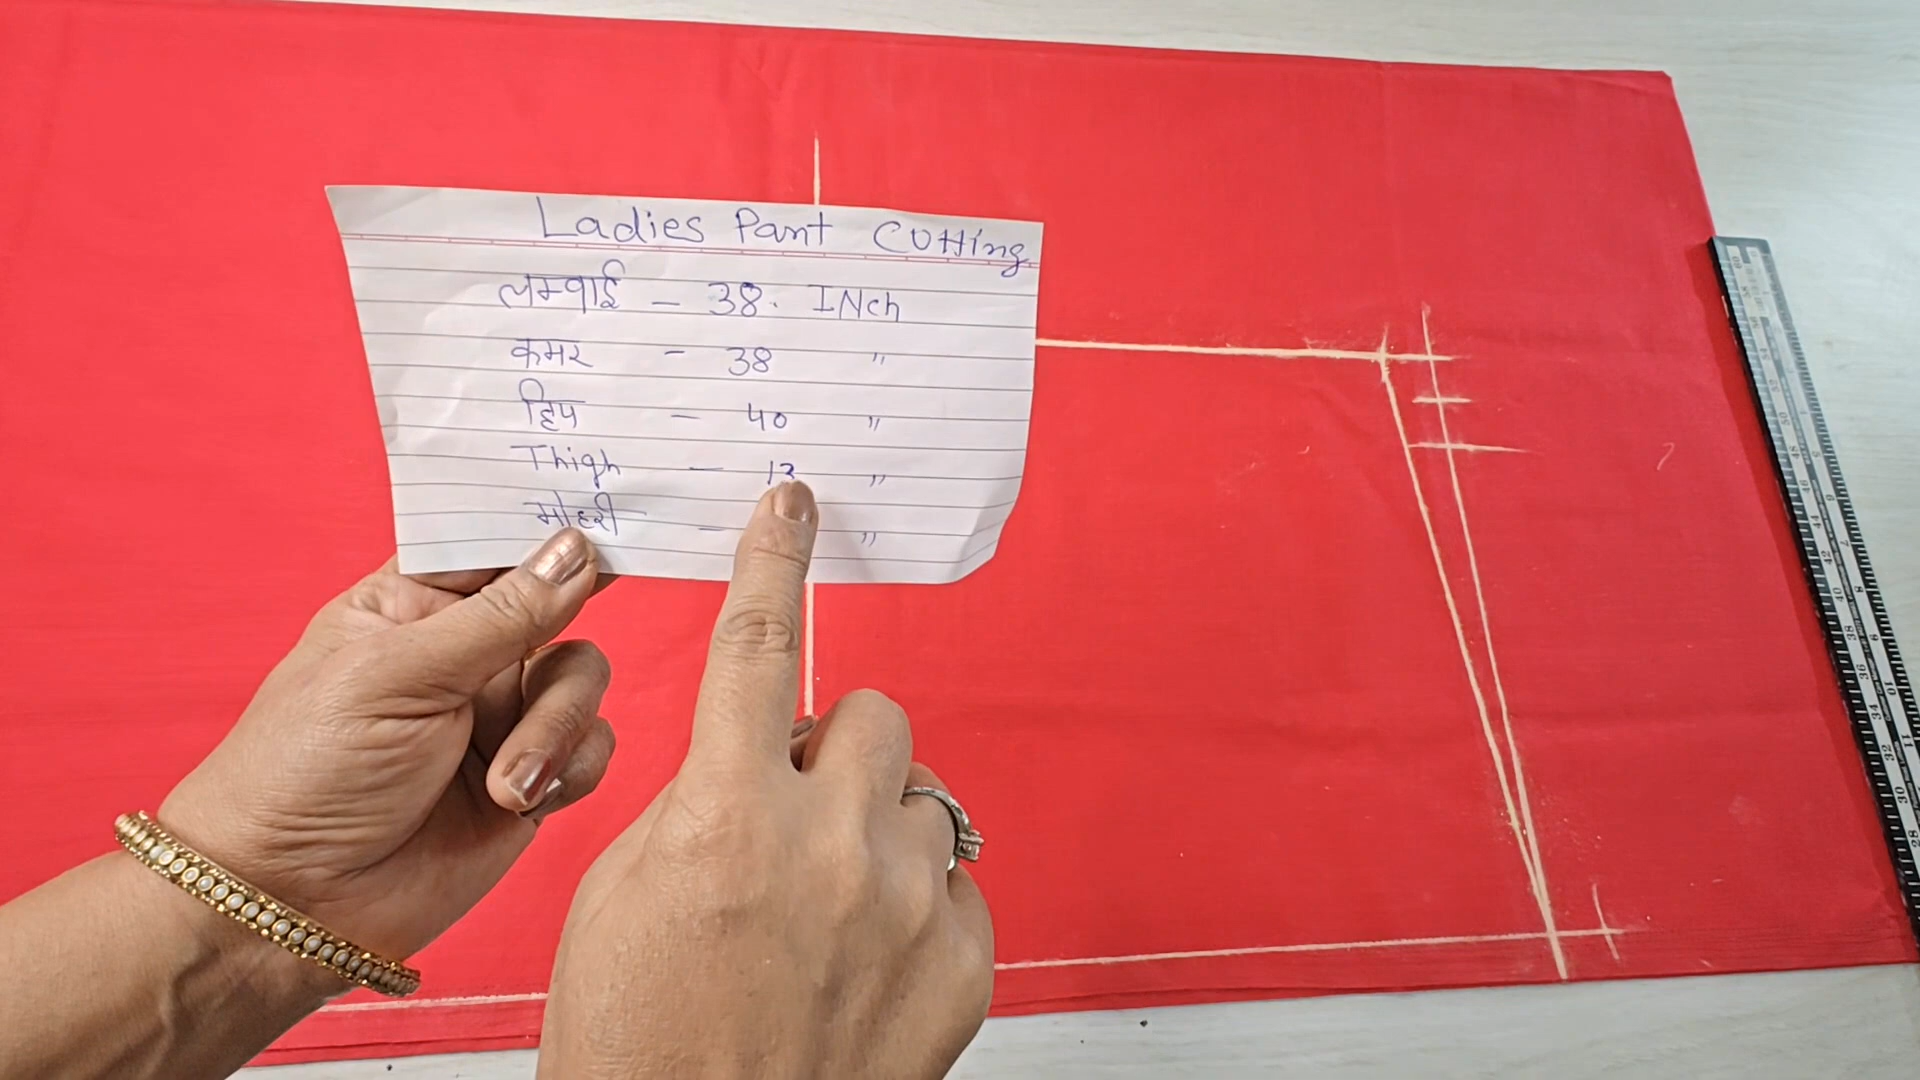 Ladies Pant Cutting
लम्बाई - 38. INch
कमर - 38 "
हिप - 40 "
Thigh - 13 "
मोहरी - "